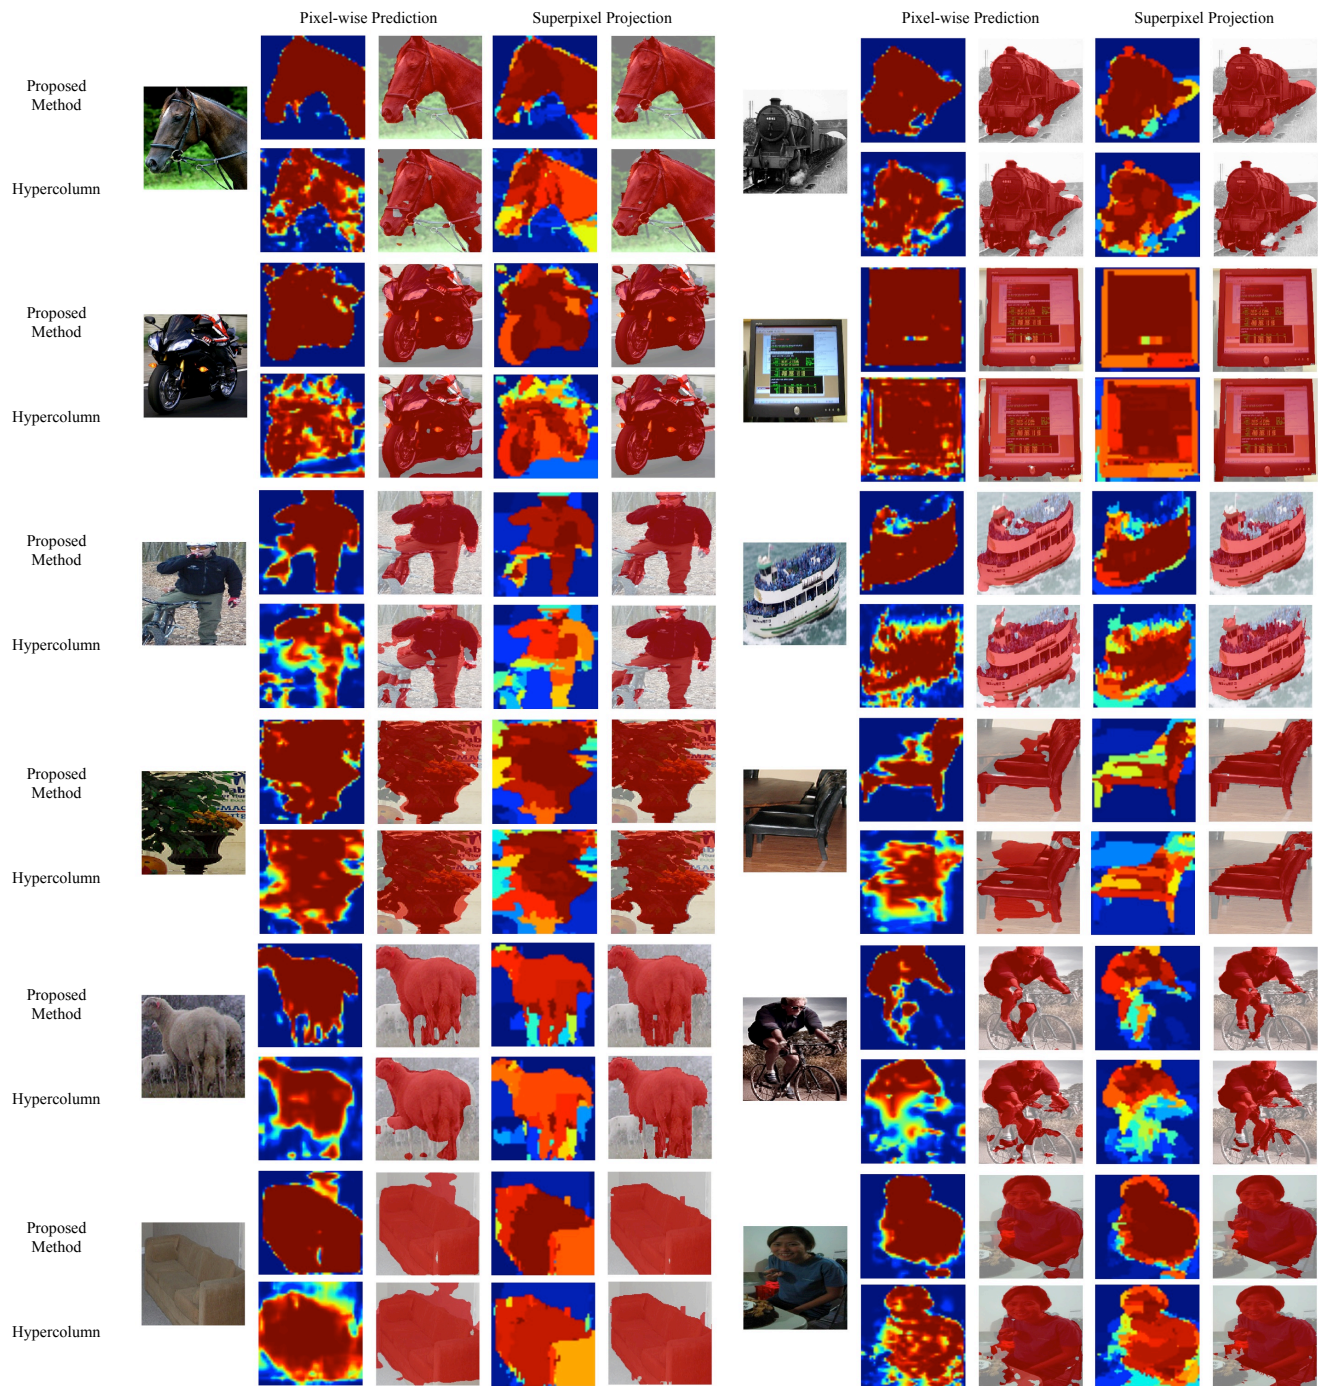 Pixel-wise Prediction Superpixel Projection Pixel-wise Prediction Superpixel Projection
Proposed
Method
Hypercolumn
Proposed
Method
Hypercolumn
Proposed
Method
Hypercolumn
Proposed
Method
Hypercolumn
Proposed
Method
Hypercolumn
Proposed
Method
Hypercolumn